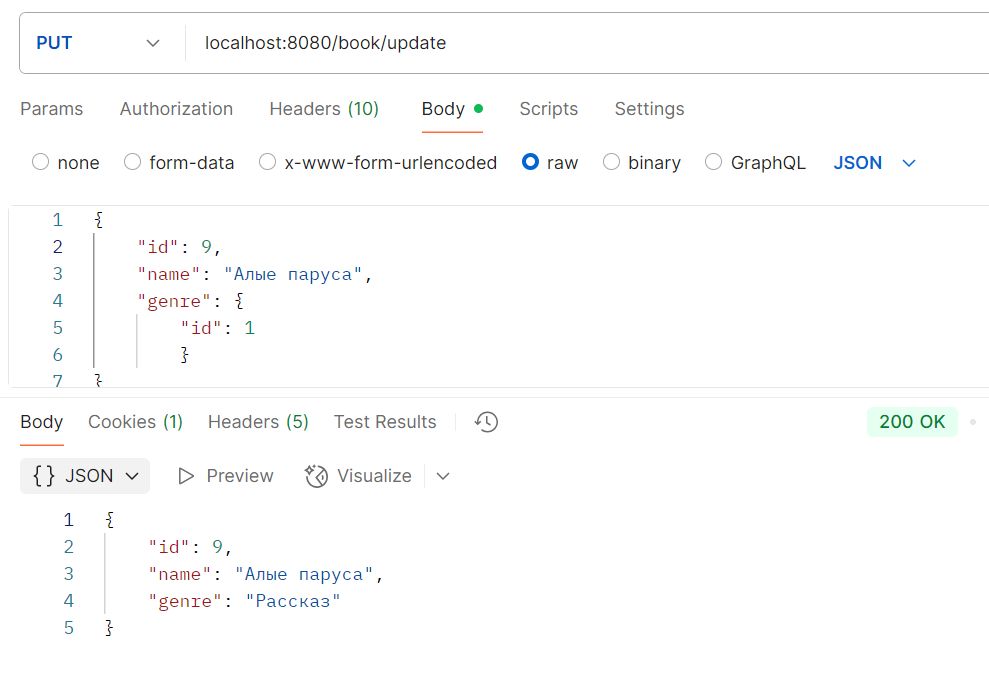 PUT localhost:8080/book/update
Params Authorization Headers (10) Body Scripts Settings
none form-data x-www-form-urlencoded raw binary GraphQL JSON
1 {
2 "id": 9,
3 "name": "Алые паруса",
4 "genre": {
5 "id": 1
6 }
7 }
Body Cookies (1) Headers (5) Test Results 200 OK
{} JSON Preview Visualize
1 {
2 "id": 9,
3 "name": "Алые паруса",
4 "genre": "Рассказ"
5 }